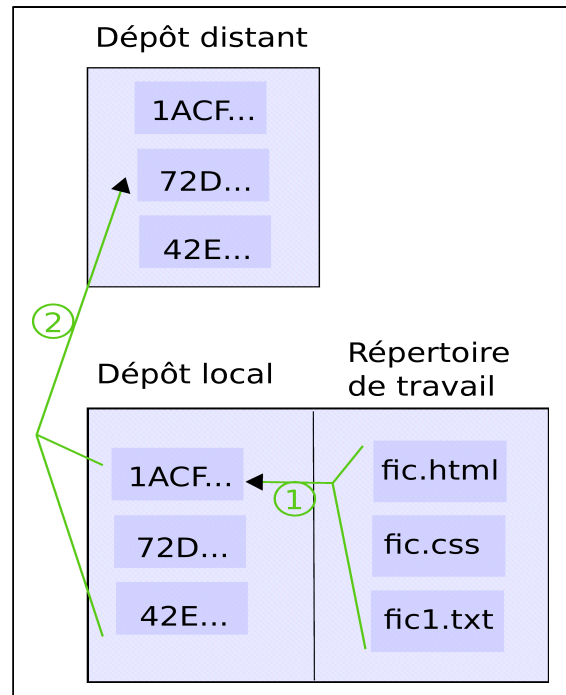 Dépôt distant
1ACF...
72D...
42E...
2
Dépôt local
Répertoire
de travail
1ACF...
72D...
42E...
1
fic.html
fic.css
fic1.txt